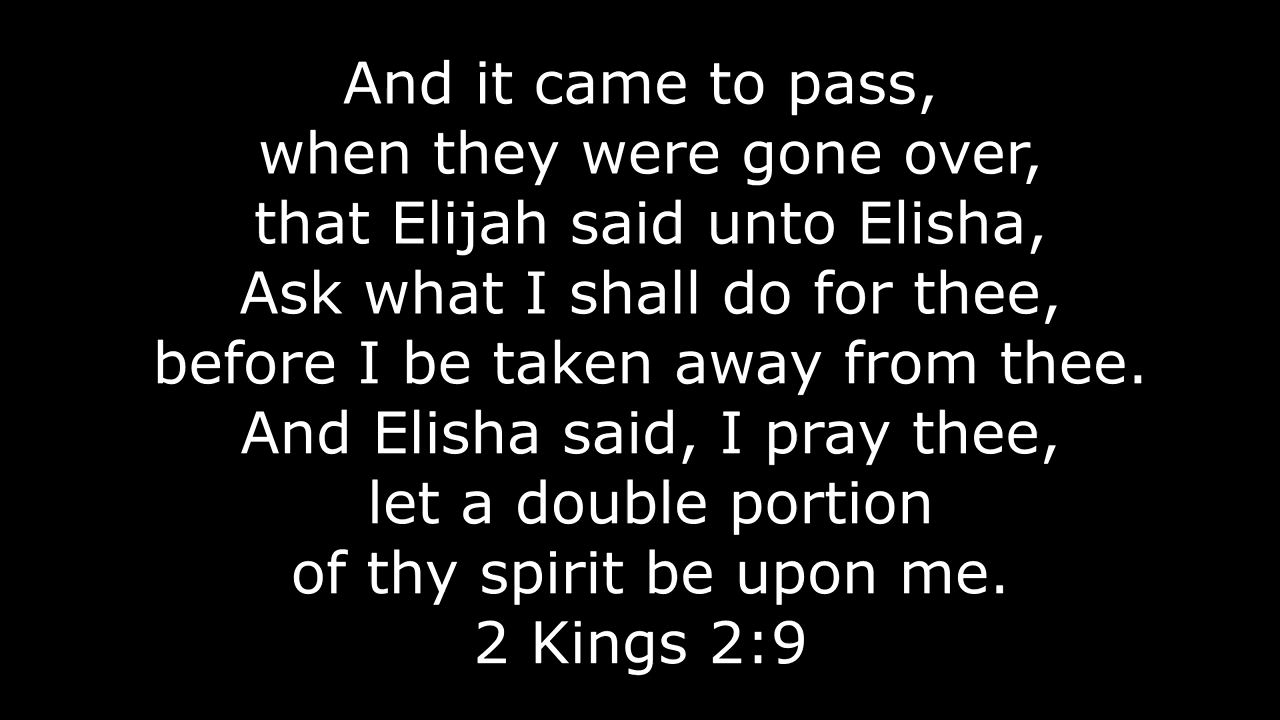 And it came to pass,
when they were gone over,
that Elijah said unto Elisha,
Ask what I shall do for thee,
before I be taken away from thee.
And Elisha said, I pray thee,
let a double portion
of thy spirit be upon me.
2 Kings 2:9